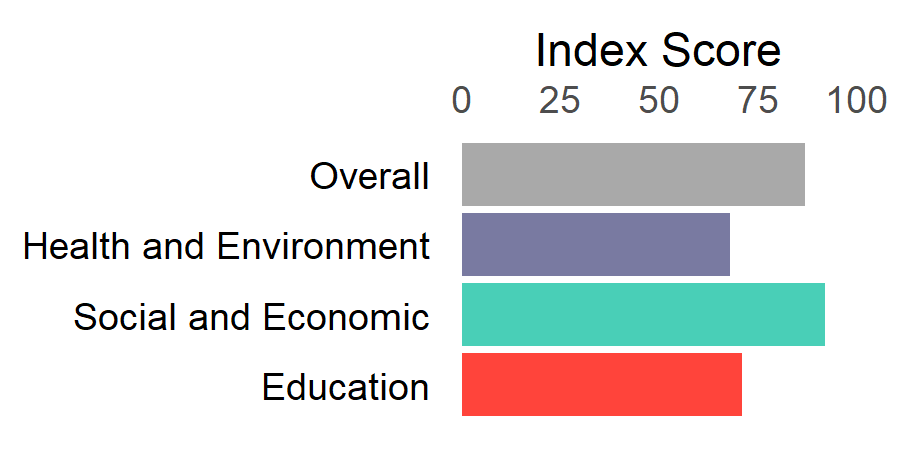 Index Score
0 25 50 75 100
Overall
Health and Environment
Social and Economic
Education